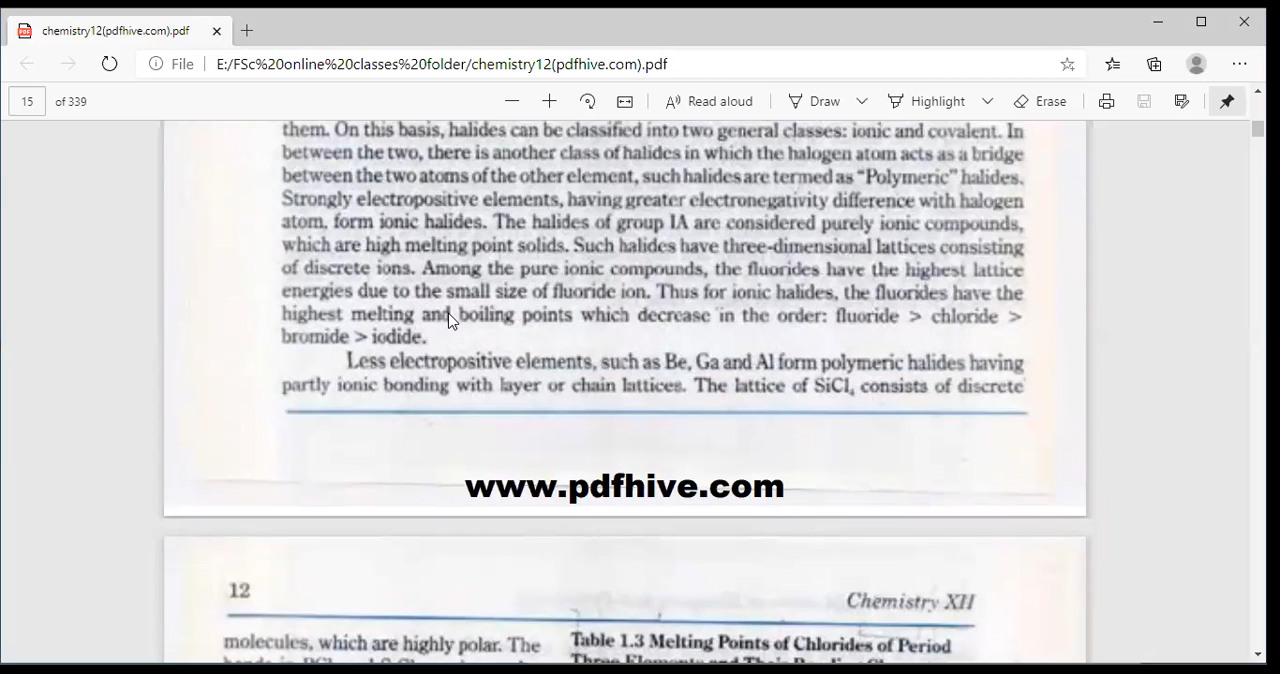 chemistry12(pdfhive.com).pdf
File E:/FSc%20online%20classes%20folder/chemistry12(pdfhive.com).pdf
15 of 339 Read aloud Draw Highlight Erase
them. On this basis, halides can be classified into two general classes: ionic and covalent. In
between the two, there is another class of halides in which the halogen atom acts as a bridge
between the two atoms of the other element, such halides are termed as “Polymeric” halides.
Strongly electropositive elements, having greater electronegativity difference with halogen
atom, form ionic halides. The halides of group IA are considered purely ionic compounds,
which are high melting point solids. Such halides have three-dimensional lattices consisting
of discrete ions. Among the pure ionic compounds, the fluorides have the highest lattice
energies due to the small size of fluoride ion. Thus for ionic halides, the fluorides have the
highest melting and boiling points which decrease in the order: fluoride > chloride >
bromide > iodide.
Less electropositive elements, such as Be, Ga and Al form polymeric halides having
partly ionic bonding with layer or chain lattices. The lattice of SiCl₄ consists of discrete
www.pdfhive.com
12 Chemistry XII
molecules, which are highly polar. The
Table 1.3 Melting Points of Chlorides of Period
Three Elements and Their